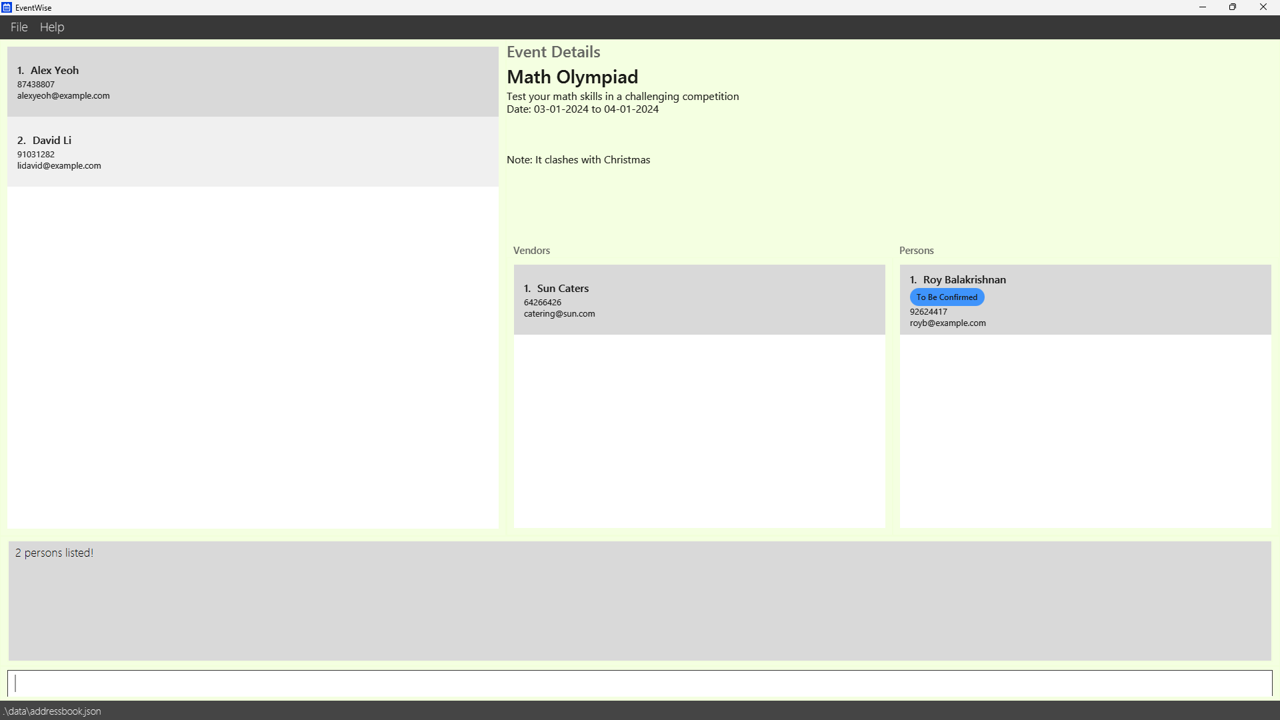 EventWise
File Help
1. Alex Yeoh
87438807
alexyeoh@example.com
2. David Li
91031282
lidavid@example.com
Event Details
Math Olympiad
Test your math skills in a challenging competition
Date: 03-01-2024 to 04-01-2024
Note: It clashes with Christmas
Vendors
1. Sun Caters
64266426
catering@sun.com
Persons
1. Roy Balakrishnan
To Be Confirmed
92624417
royb@example.com
2 persons listed!
.\data\addressbook.json